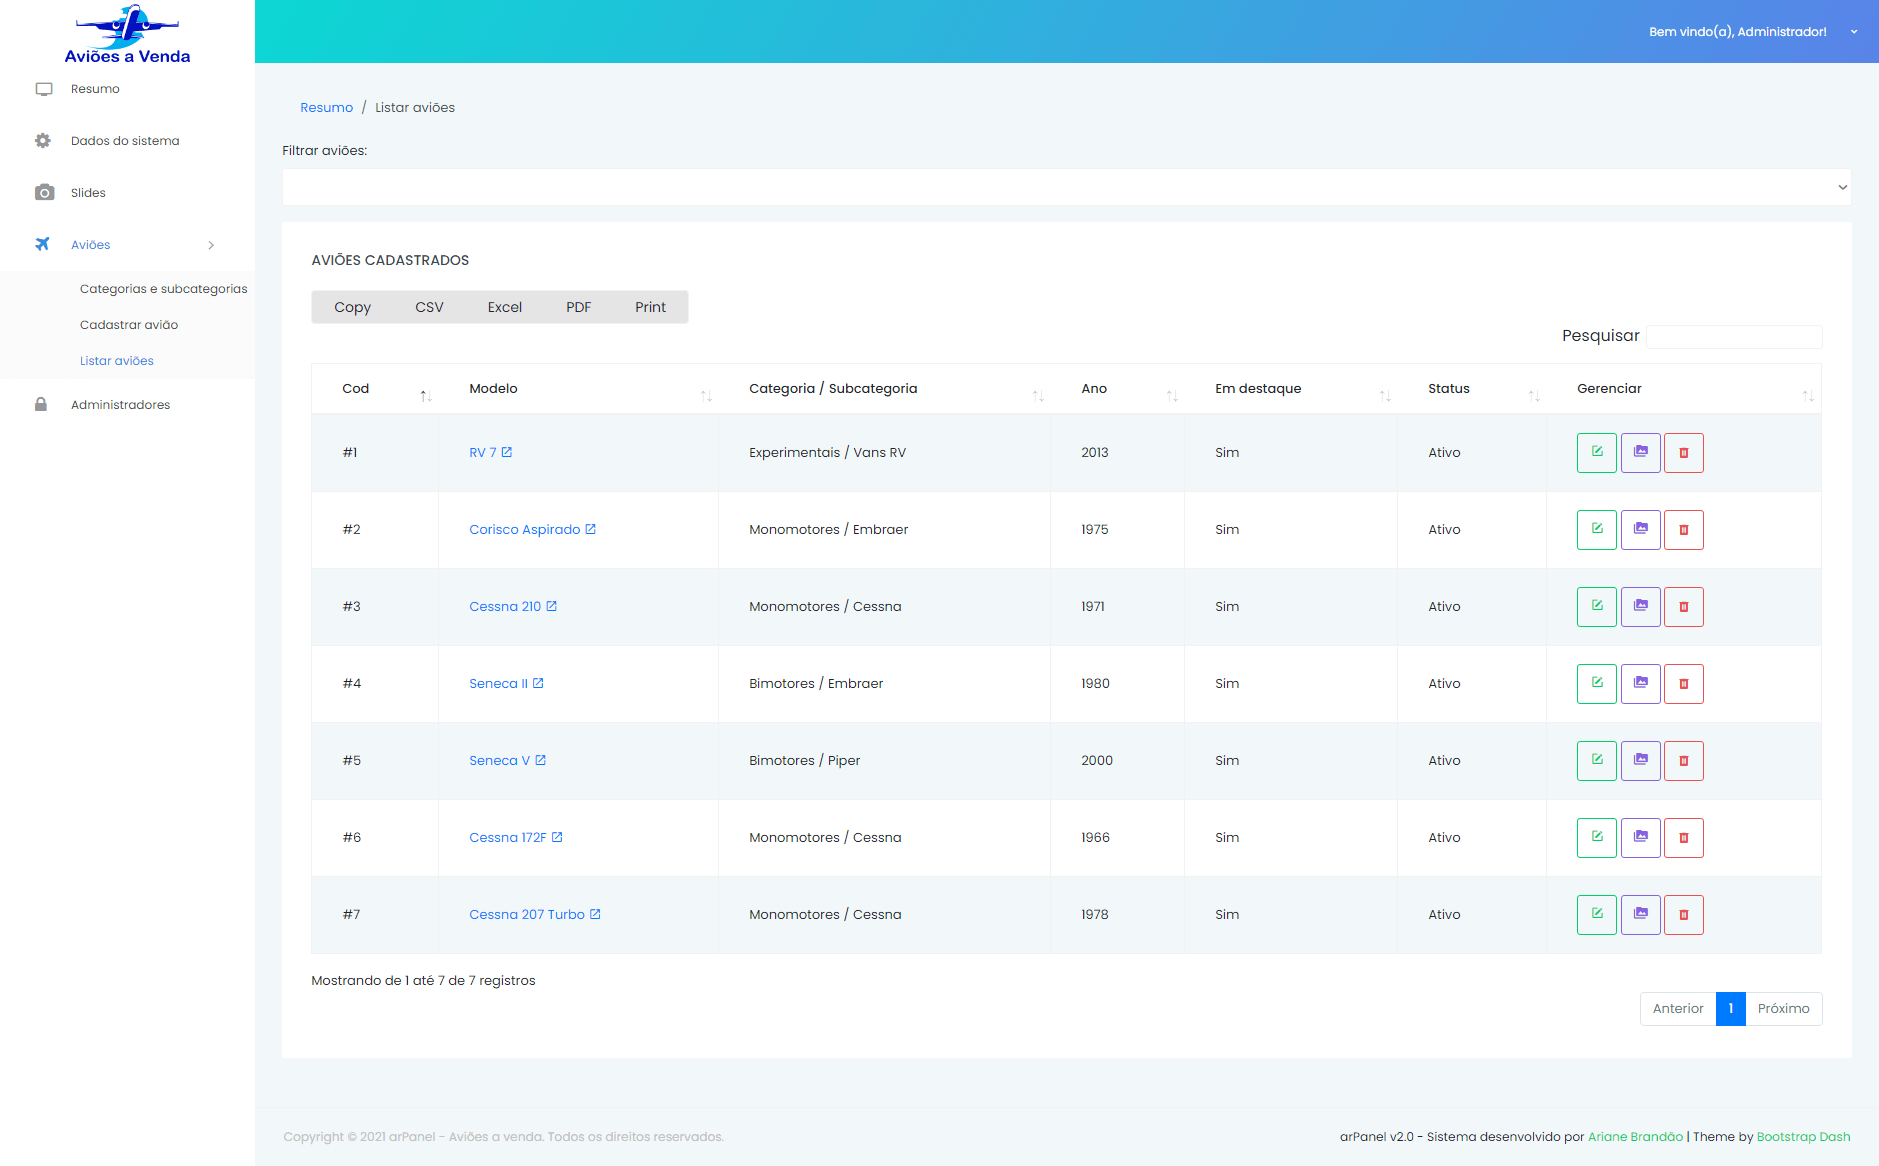 Aviões a Venda
Bem vindo(a), Administrador!
Resumo
Dados do sistema
Slides
Aviões
Categorias e subcategorias
Cadastrar avião
Listar aviões
Administradores
Resumo / Listar aviões
Filtrar aviões:
AVIÕES CADASTRADOS
Copy CSV Excel PDF Print
Pesquisar
Cod Modelo Categoria / Subcategoria Ano Em destaque Status Gerenciar
#1 RV 7 Experimentais / Vans RV 2013 Sim Ativo
#2 Corisco Aspirado Monomotores / Embraer 1975 Sim Ativo
#3 Cessna 210 Monomotores / Cessna 1971 Sim Ativo
#4 Seneca II Bimotores / Embraer 1980 Sim Ativo
#5 Seneca V Bimotores / Piper 2000 Sim Ativo
#6 Cessna 172F Monomotores / Cessna 1966 Sim Ativo
#7 Cessna 207 Turbo Monomotores / Cessna 1978 Sim Ativo
Mostrando de 1 até 7 de 7 registros
Anterior 1 Próximo
Copyright © 2021 arPanel - Aviões a venda. Todos os direitos reservados.
arPanel v2.0 - Sistema desenvolvido por Ariane Brandão | Theme by Bootstrap Dash